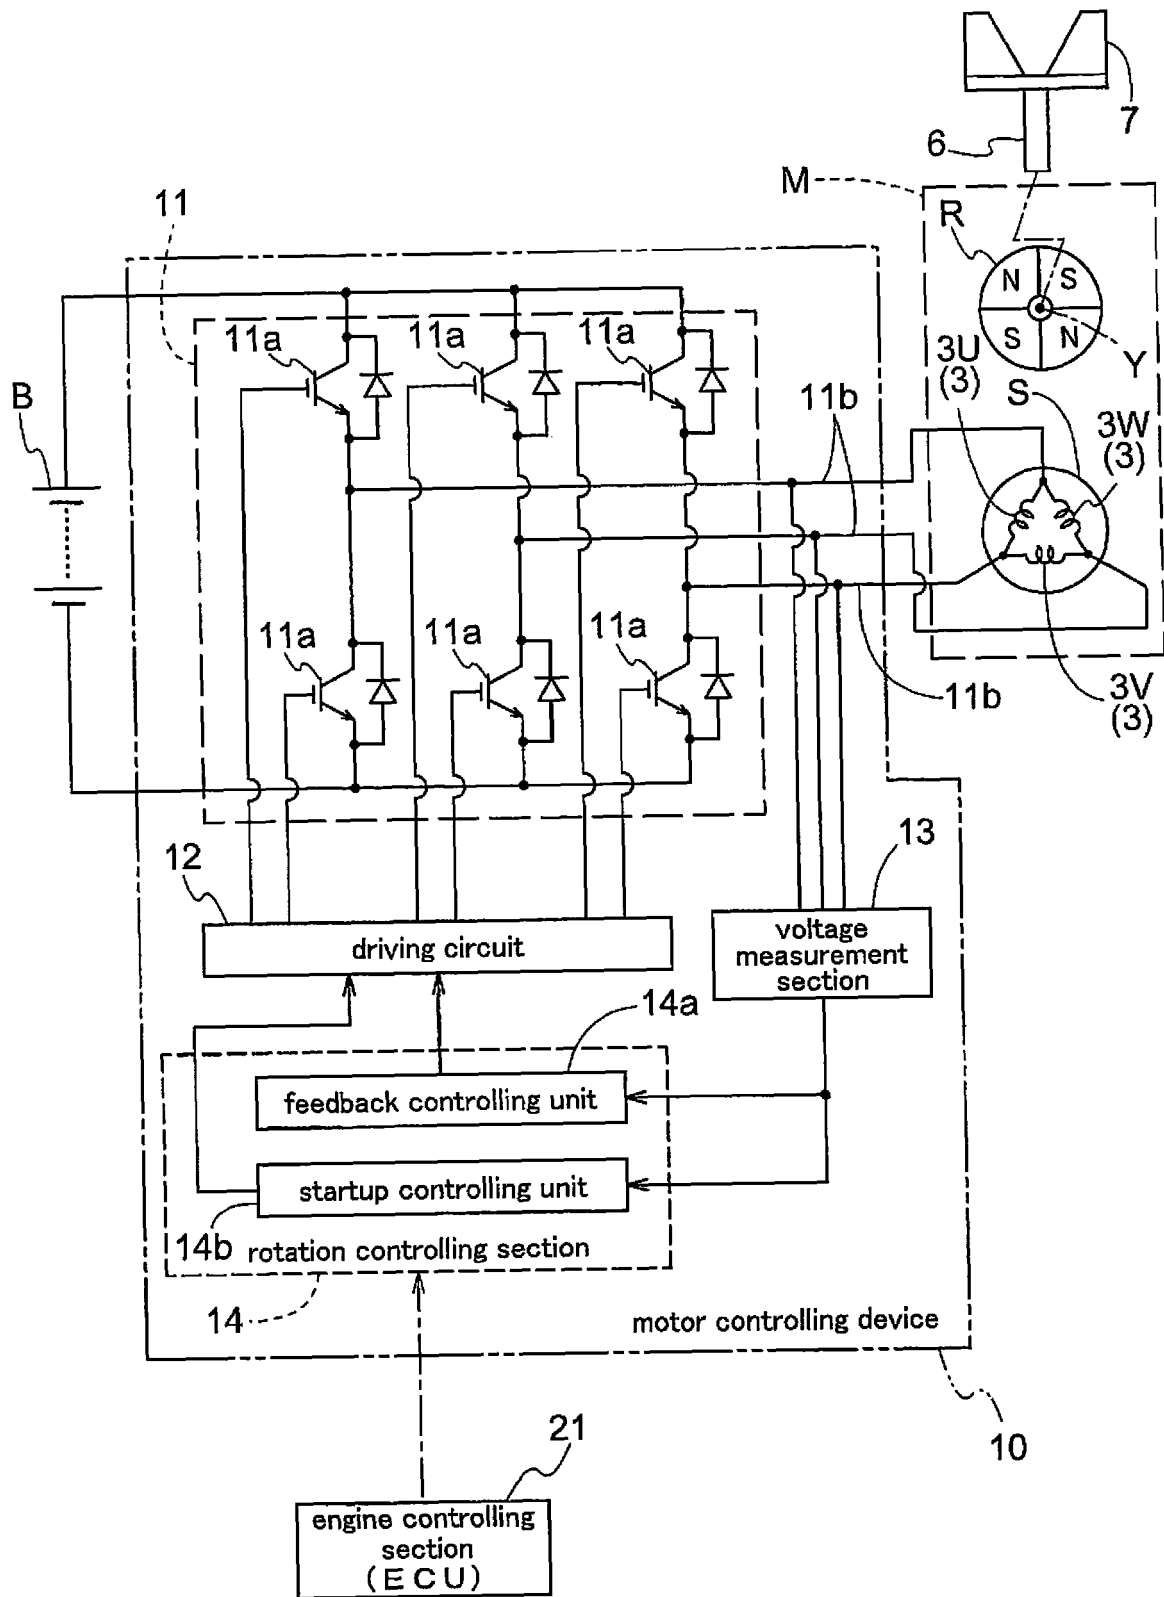 7
6
M
11
R
N
S
S
N
11a
11a
11a
3U
(3)
Y
B
S
11b
3W
(3)
11a
11a
11a
11b
3V
(3)
12
13
driving circuit
voltage
measurement
section
14a
feedback controlling unit
startup controlling unit
14b
rotation controlling section
14
motor controlling device
10
21
engine controlling
section
(ECU)